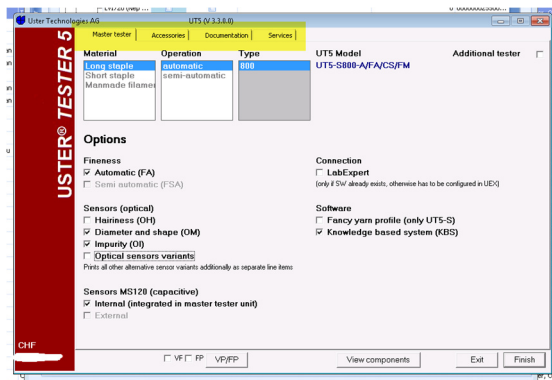 Uster Technologies AG
UT5 (V 3.3.8.0)
USTER® TESTER 5
Master tester
Accessories
Documentation
Services
Material
Operation
Type
UT5 Model
Additional tester
Long staple
automatic
800
UT5-S800-A/FA/CS/FM
Short staple
semi-automatic
Manmade filamer
Options
Fineness
Connection
Automatic (FA)
LabExpert
Semi automatic (FSA)
(only if SW already exists, otherwise has to be configured in UEX)
Sensors (optical)
Software
Hairiness (OH)
Fancy yarn profile (only UT5-S)
Diameter and shape (OM)
Knowledge based system (KBS)
Impurity (OI)
Optical sensors variants
Prints all other alternative sensor variants additionally as separate line items
Sensors MS120 (capacitive)
Internal (integrated in master tester unit)
External
CHF
VF
FP
VP/FP
View components
Exit
Finish